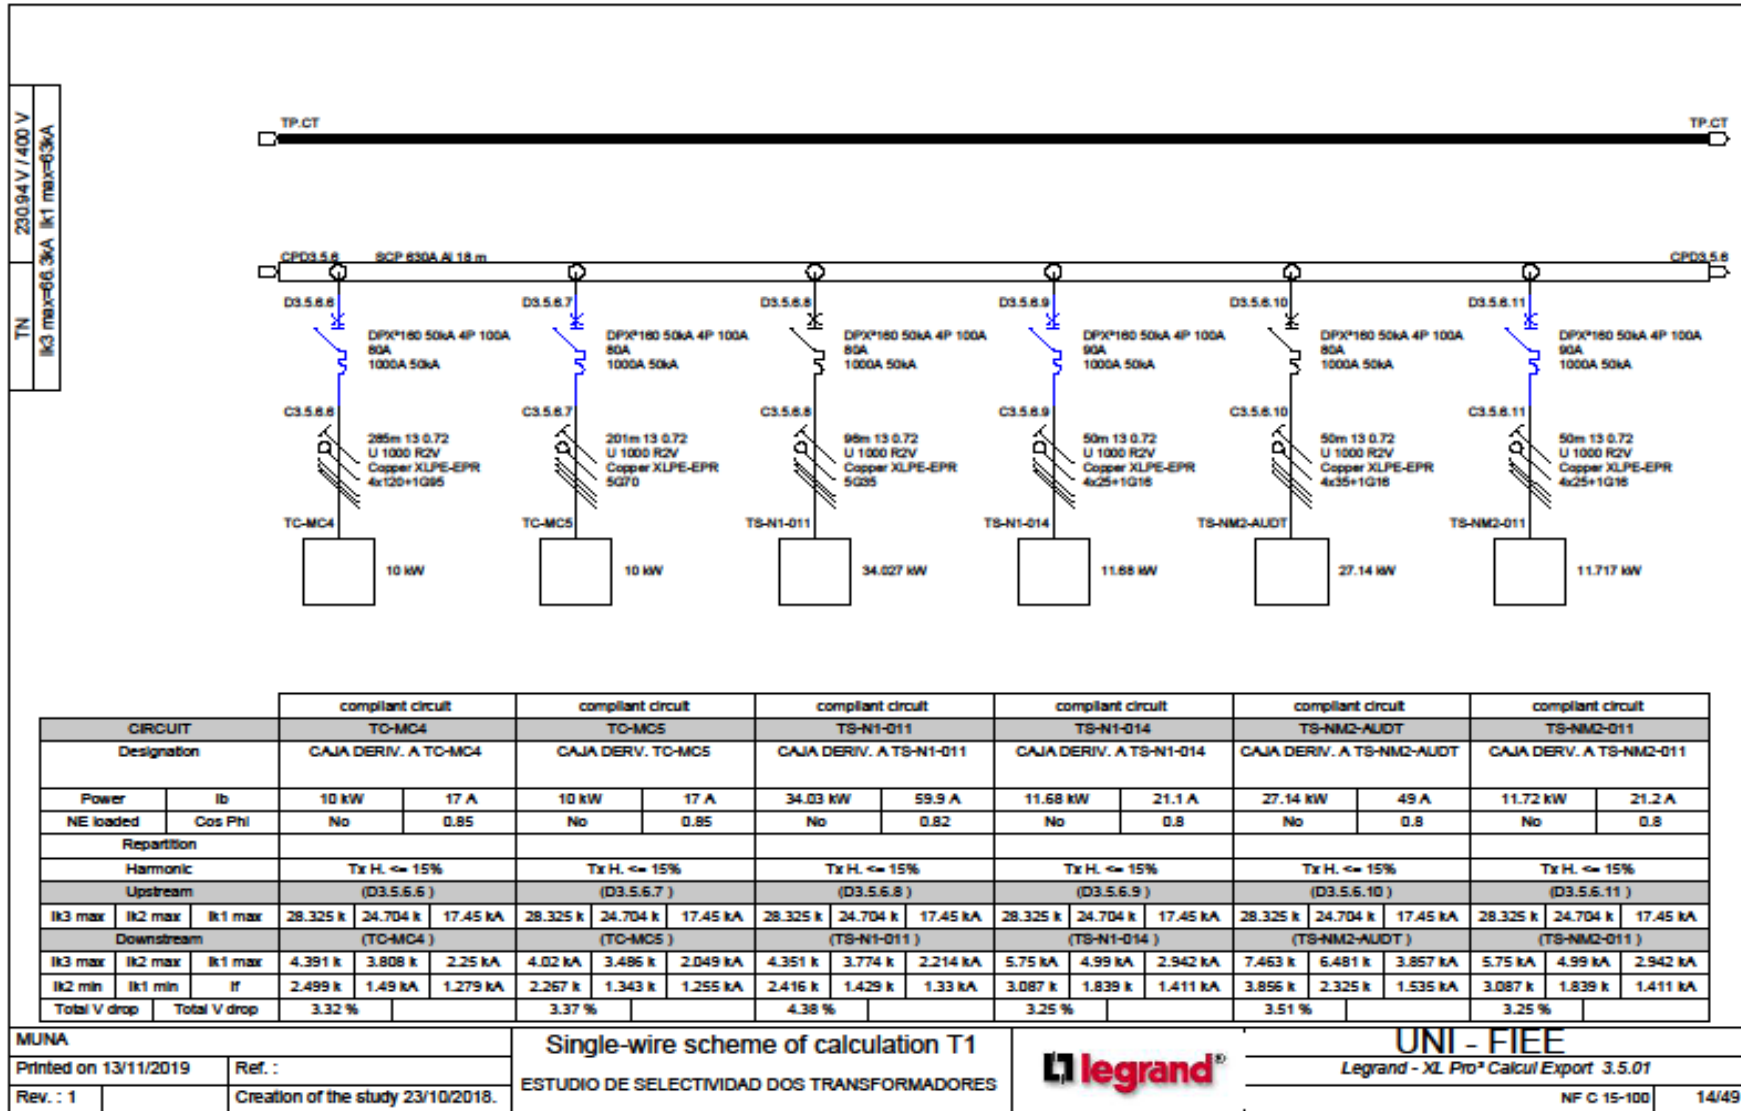 230.94 V / 400 V
TN
Ik3 max=66.3kA Ik1 max=63kA
TP.CT
TP.CT
CPD3.5.6
SCP 630A Al 18 m
CPD3.5.6
D3.5.6.6
DPX³160 50kA 4P 100A
80A
1000A 50kA
D3.5.6.7
DPX³160 50kA 4P 100A
80A
1000A 50kA
D3.5.6.8
DPX³160 50kA 4P 100A
80A
1000A 50kA
D3.5.6.9
DPX³160 50kA 4P 100A
90A
1000A 50kA
D3.5.6.10
DPX³160 50kA 4P 100A
80A
1000A 50kA
D3.5.6.11
DPX³160 50kA 4P 100A
90A
1000A 50kA
C3.5.6.6
285m 13 0.72
U 1000 R2V
Copper XLPE-EPR
4x120+1G95
C3.5.6.7
201m 13 0.72
U 1000 R2V
Copper XLPE-EPR
5G70
C3.5.6.8
98m 13 0.72
U 1000 R2V
Copper XLPE-EPR
5G35
C3.5.6.9
50m 13 0.72
U 1000 R2V
Copper XLPE-EPR
4x25+1G16
C3.5.6.10
50m 13 0.72
U 1000 R2V
Copper XLPE-EPR
4x35+1G16
C3.5.6.11
50m 13 0.72
U 1000 R2V
Copper XLPE-EPR
4x25+1G16
TC-MC4
10 kW
TC-MC5
10 kW
TS-N1-011
34.027 kW
TS-N1-014
11.68 kW
TS-NM2-AUDT
27.14 kW
TS-NM2-011
11.717 kW
compliant circuit compliant circuit compliant circuit compliant circuit compliant circuit compliant circuit
CIRCUIT TC-MC4 TC-MC5 TS-N1-011 TS-N1-014 TS-NM2-AUDT TS-NM2-011
Designation CAJA DERIV. A TC-MC4 CAJA DERV. TC-MC5 CAJA DERIV. A TS-N1-011 CAJA DERIV. A TS-N1-014 CAJA DERIV. A TS-NM2-AUDT CAJA DERV. A TS-NM2-011
Power Ib 10 kW 17 A 10 kW 17 A 34.03 kW 59.9 A 11.68 kW 21.1 A 27.14 kW 49 A 11.72 kW 21.2 A
NE loaded Cos Phi No 0.85 No 0.85 No 0.82 No 0.8 No 0.8 No 0.8
Repartition
Harmonic Tx H. <= 15% Tx H. <= 15% Tx H. <= 15% Tx H. <= 15% Tx H. <= 15% Tx H. <= 15%
Upstream (D3.5.6.6 ) (D3.5.6.7 ) (D3.5.6.8 ) (D3.5.6.9 ) (D3.5.6.10 ) (D3.5.6.11 )
Ik3 max Ik2 max Ik1 max 28.325 k 24.704 k 17.45 kA 28.325 k 24.704 k 17.45 kA 28.325 k 24.704 k 17.45 kA 28.325 k 24.704 k 17.45 kA 28.325 k 24.704 k 17.45 kA 28.325 k 24.704 k 17.45 kA
Downstream (TC-MC4 ) (TC-MC5 ) (TS-N1-011 ) (TS-N1-014 ) (TS-NM2-AUDT ) (TS-NM2-011 )
Ik3 max Ik2 max Ik1 max 4.391 k 3.808 k 2.25 kA 4.02 kA 3.486 k 2.049 kA 4.351 k 3.774 k 2.214 kA 5.75 kA 4.99 kA 2.942 kA 7.463 k 6.481 k 3.857 kA 5.75 kA 4.99 kA 2.942 kA
Ik2 min Ik1 min If 2.499 k 1.49 kA 1.279 kA 2.267 k 1.343 k 1.255 kA 2.416 k 1.429 k 1.33 kA 3.087 k 1.839 k 1.411 kA 3.856 k 2.325 k 1.535 kA 3.087 k 1.839 k 1.411 kA
Total V drop Total V drop 3.32 % 3.37 % 4.38 % 3.25 % 3.51 % 3.25 %
MUNA
Printed on 13/11/2019 Ref. :
Rev. : 1 Creation of the study 23/10/2018.
Single-wire scheme of calculation T1
ESTUDIO DE SELECTIVIDAD DOS TRANSFORMADORES
legrand®
UNI - FIEE
Legrand - XL Pro³ Calcul Export 3.5.01
NF C 15-100 14/49